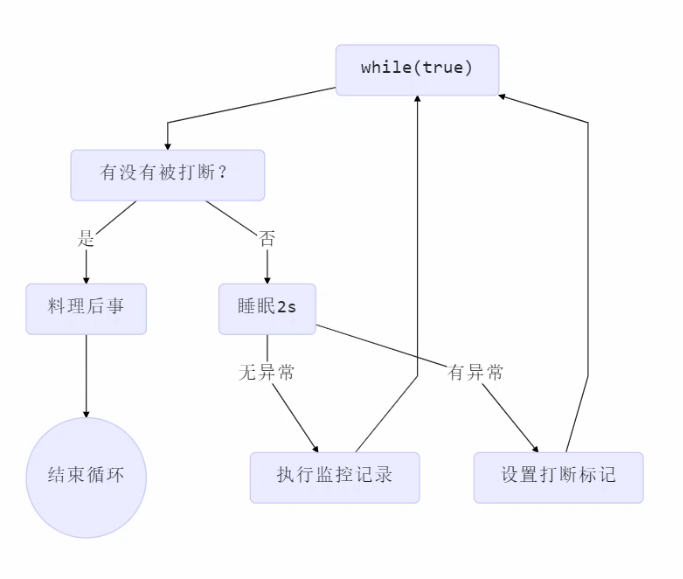 while(true)
有没有被打断？
是
否
料理后事
睡眠2s
无异常
有异常
结束循环
执行监控记录
设置打断标记